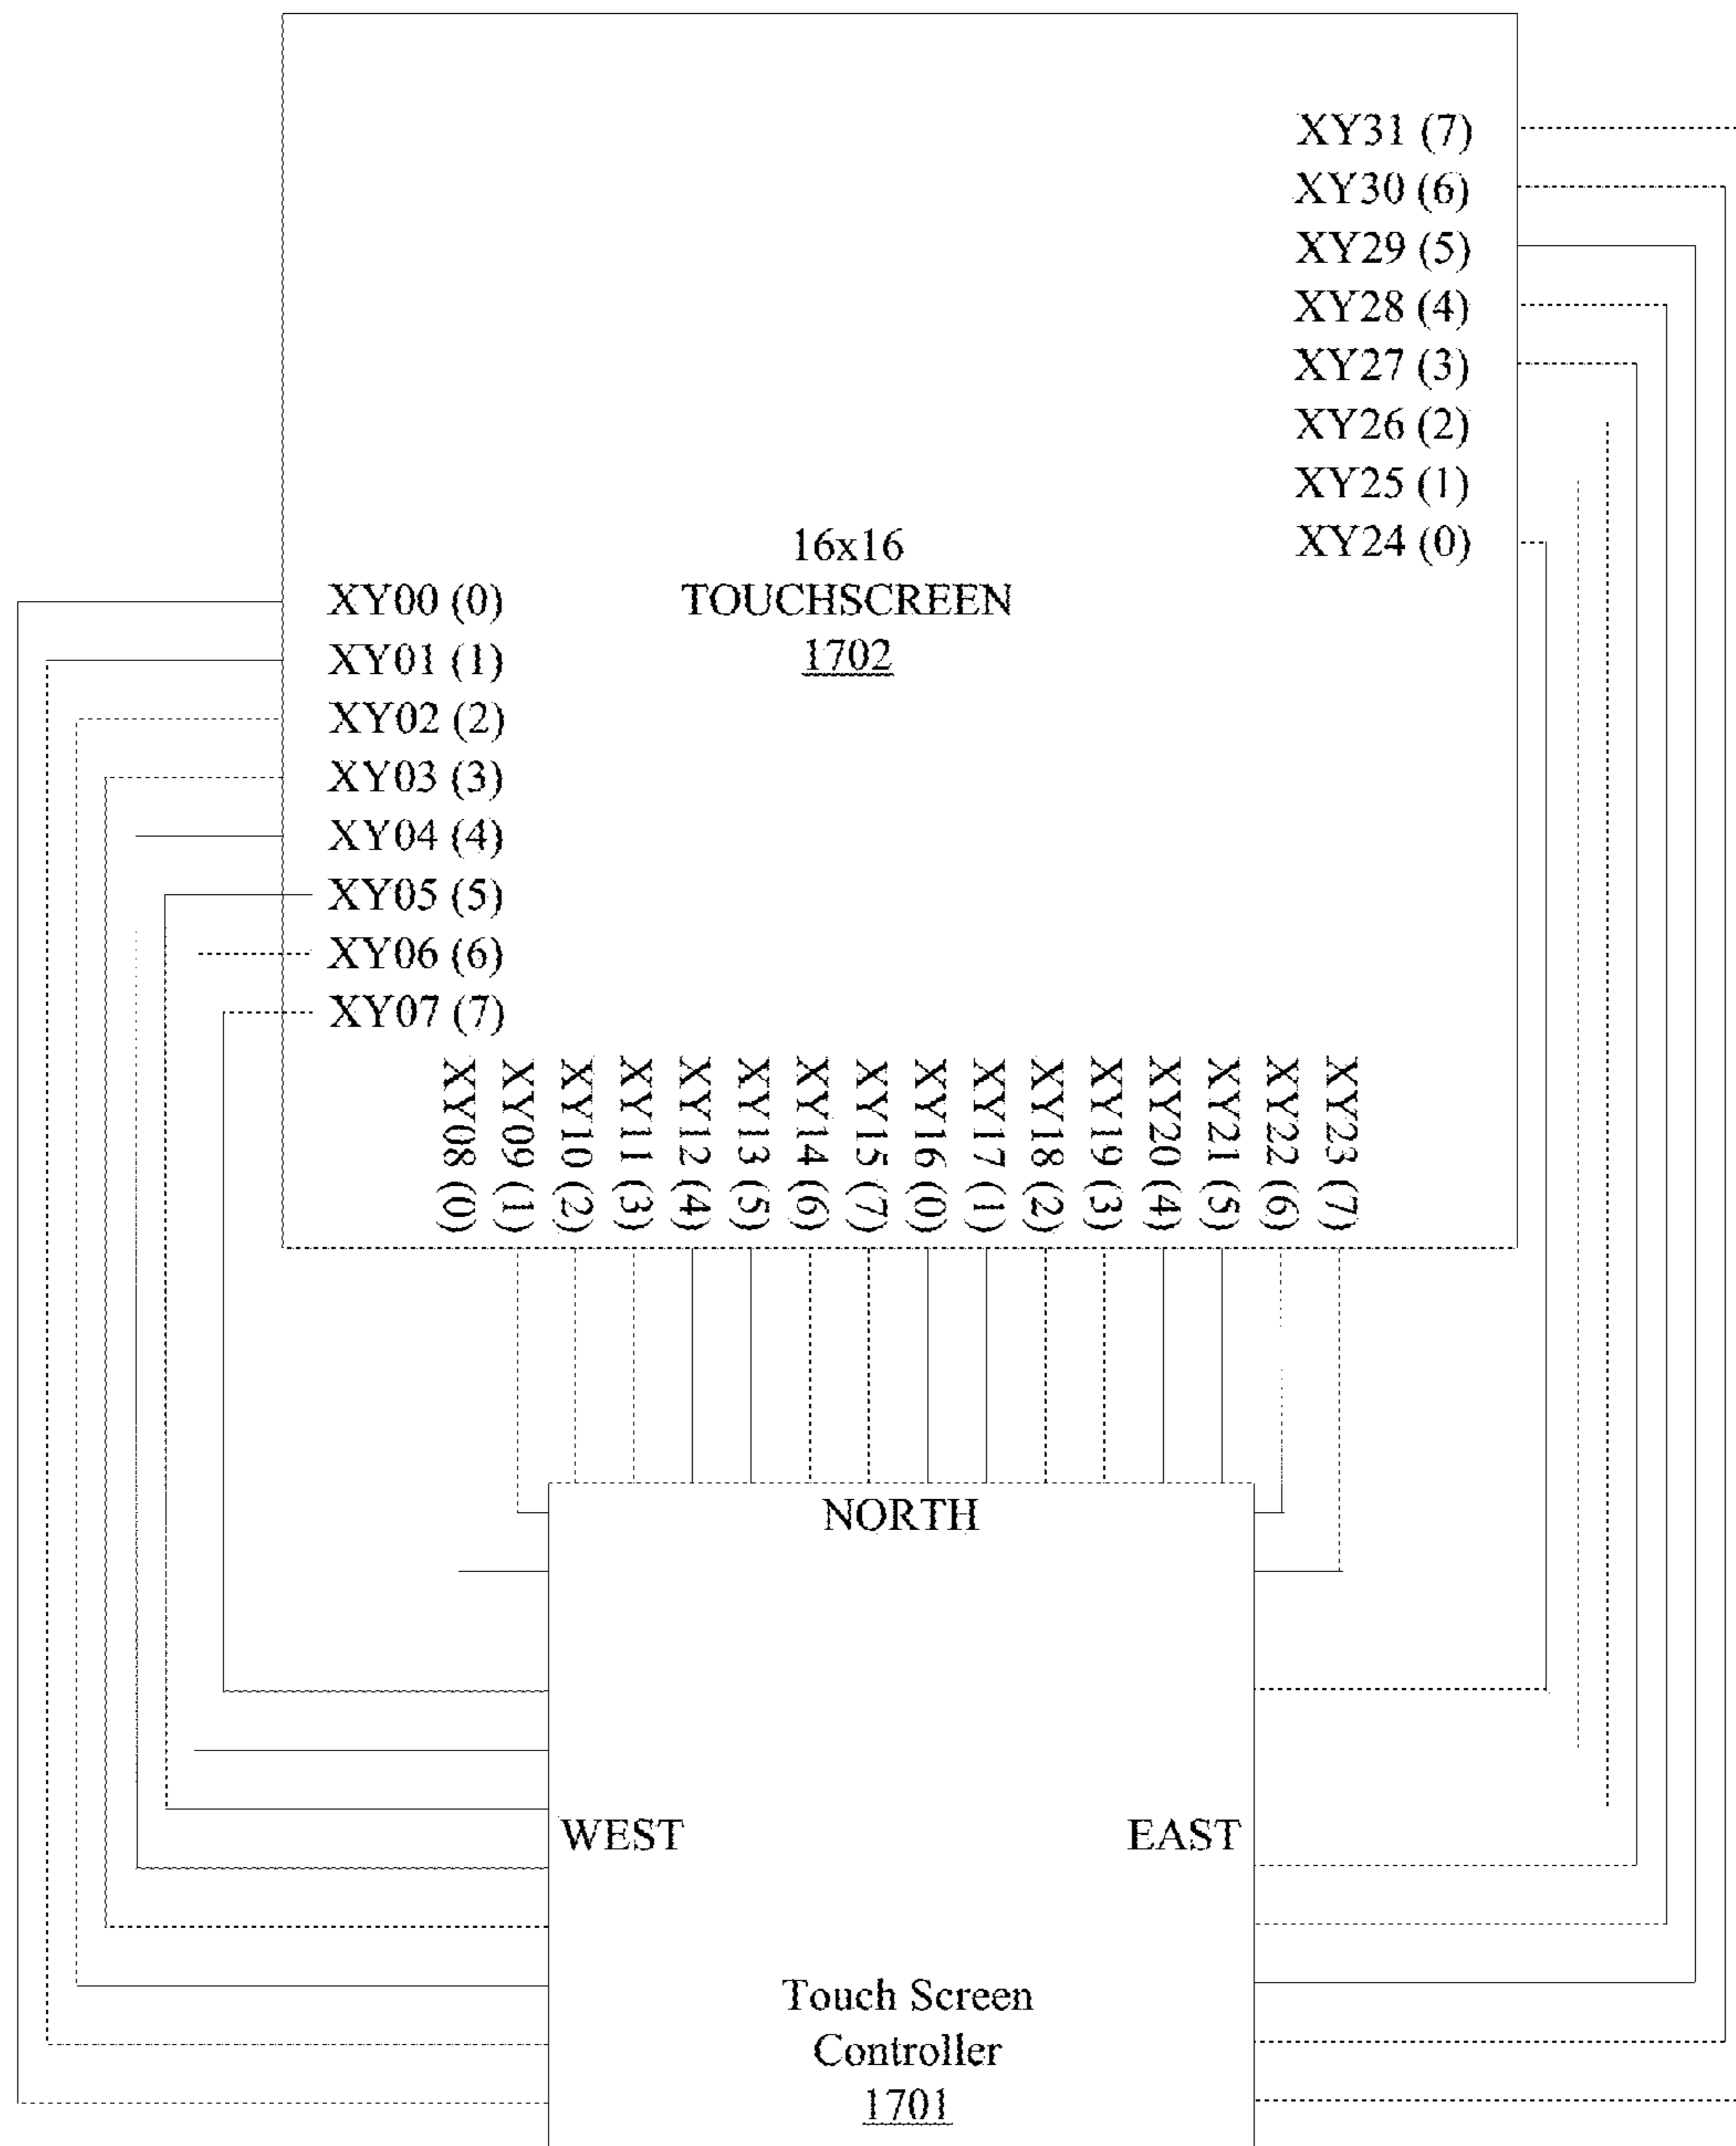 XY31 (7)
XY30 (6)
XY29 (5)
XY28 (4)
XY27 (3)
XY26 (2)
XY25 (1)
XY24 (0)
16x16
TOUCHSCREEN
1702
XY00 (0)
XY01 (1)
XY02 (2)
XY03 (3)
XY04 (4)
XY05 (5)
XY06 (6)
XY07 (7)
XY08 (0)
XY09 (1)
XY10 (2)
XY11 (3)
XY12 (4)
XY13 (5)
XY14 (6)
XY15 (7)
XY16 (0)
XY17 (1)
XY18 (2)
XY19 (3)
XY20 (4)
XY21 (5)
XY22 (6)
XY23 (7)
NORTH
WEST
EAST
Touch Screen
Controller
1701